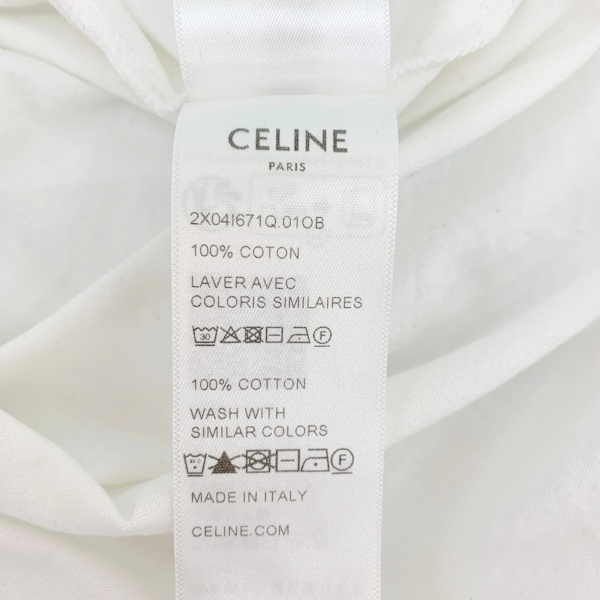 CELINE
PARIS
2X04I671Q.01OB
100% COTON
LAVER AVEC
COLORIS SIMILAIRES
30 F
100% COTTON
WASH WITH
SIMILAR COLORS
F
MADE IN ITALY
CELINE.COM